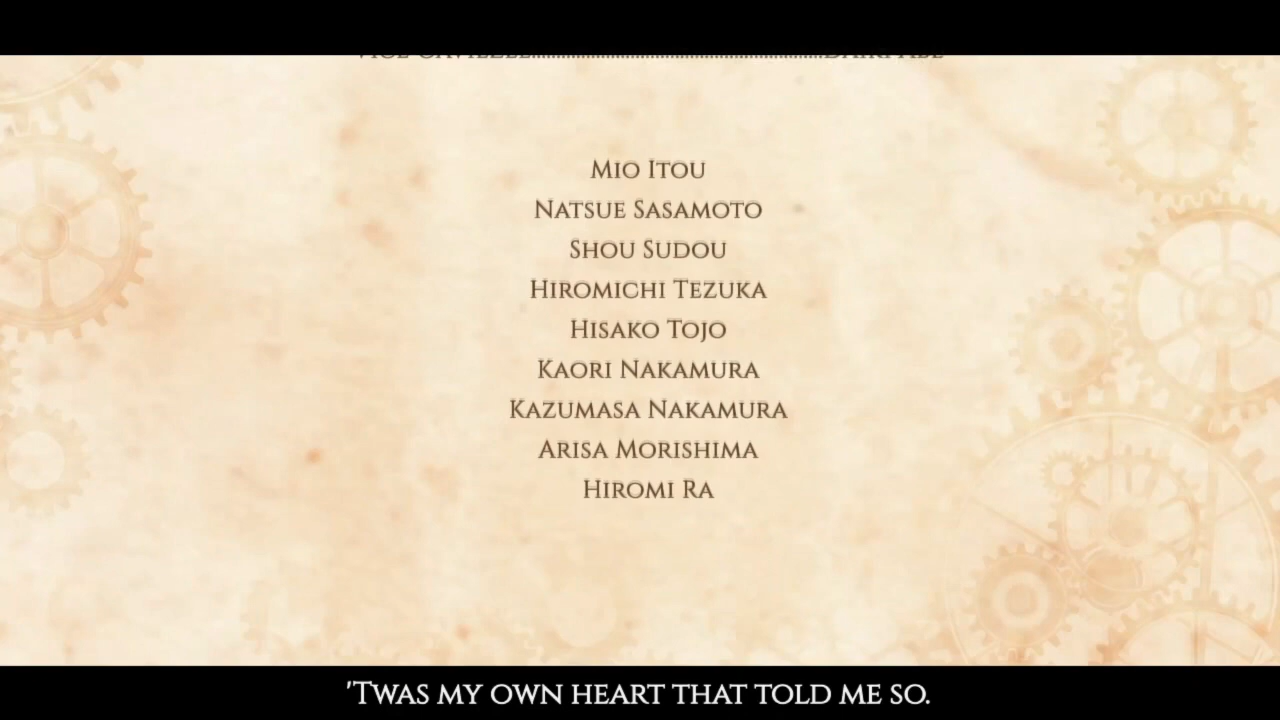 Mio Itou
Natsue Sasamoto
Shou Sudou
Hiromichi Tezuka
Hisako Tojo
Kaori Nakamura
Kazumasa Nakamura
Arisa Morishima
Hiromi Ra
'Twas my own heart that told me so.